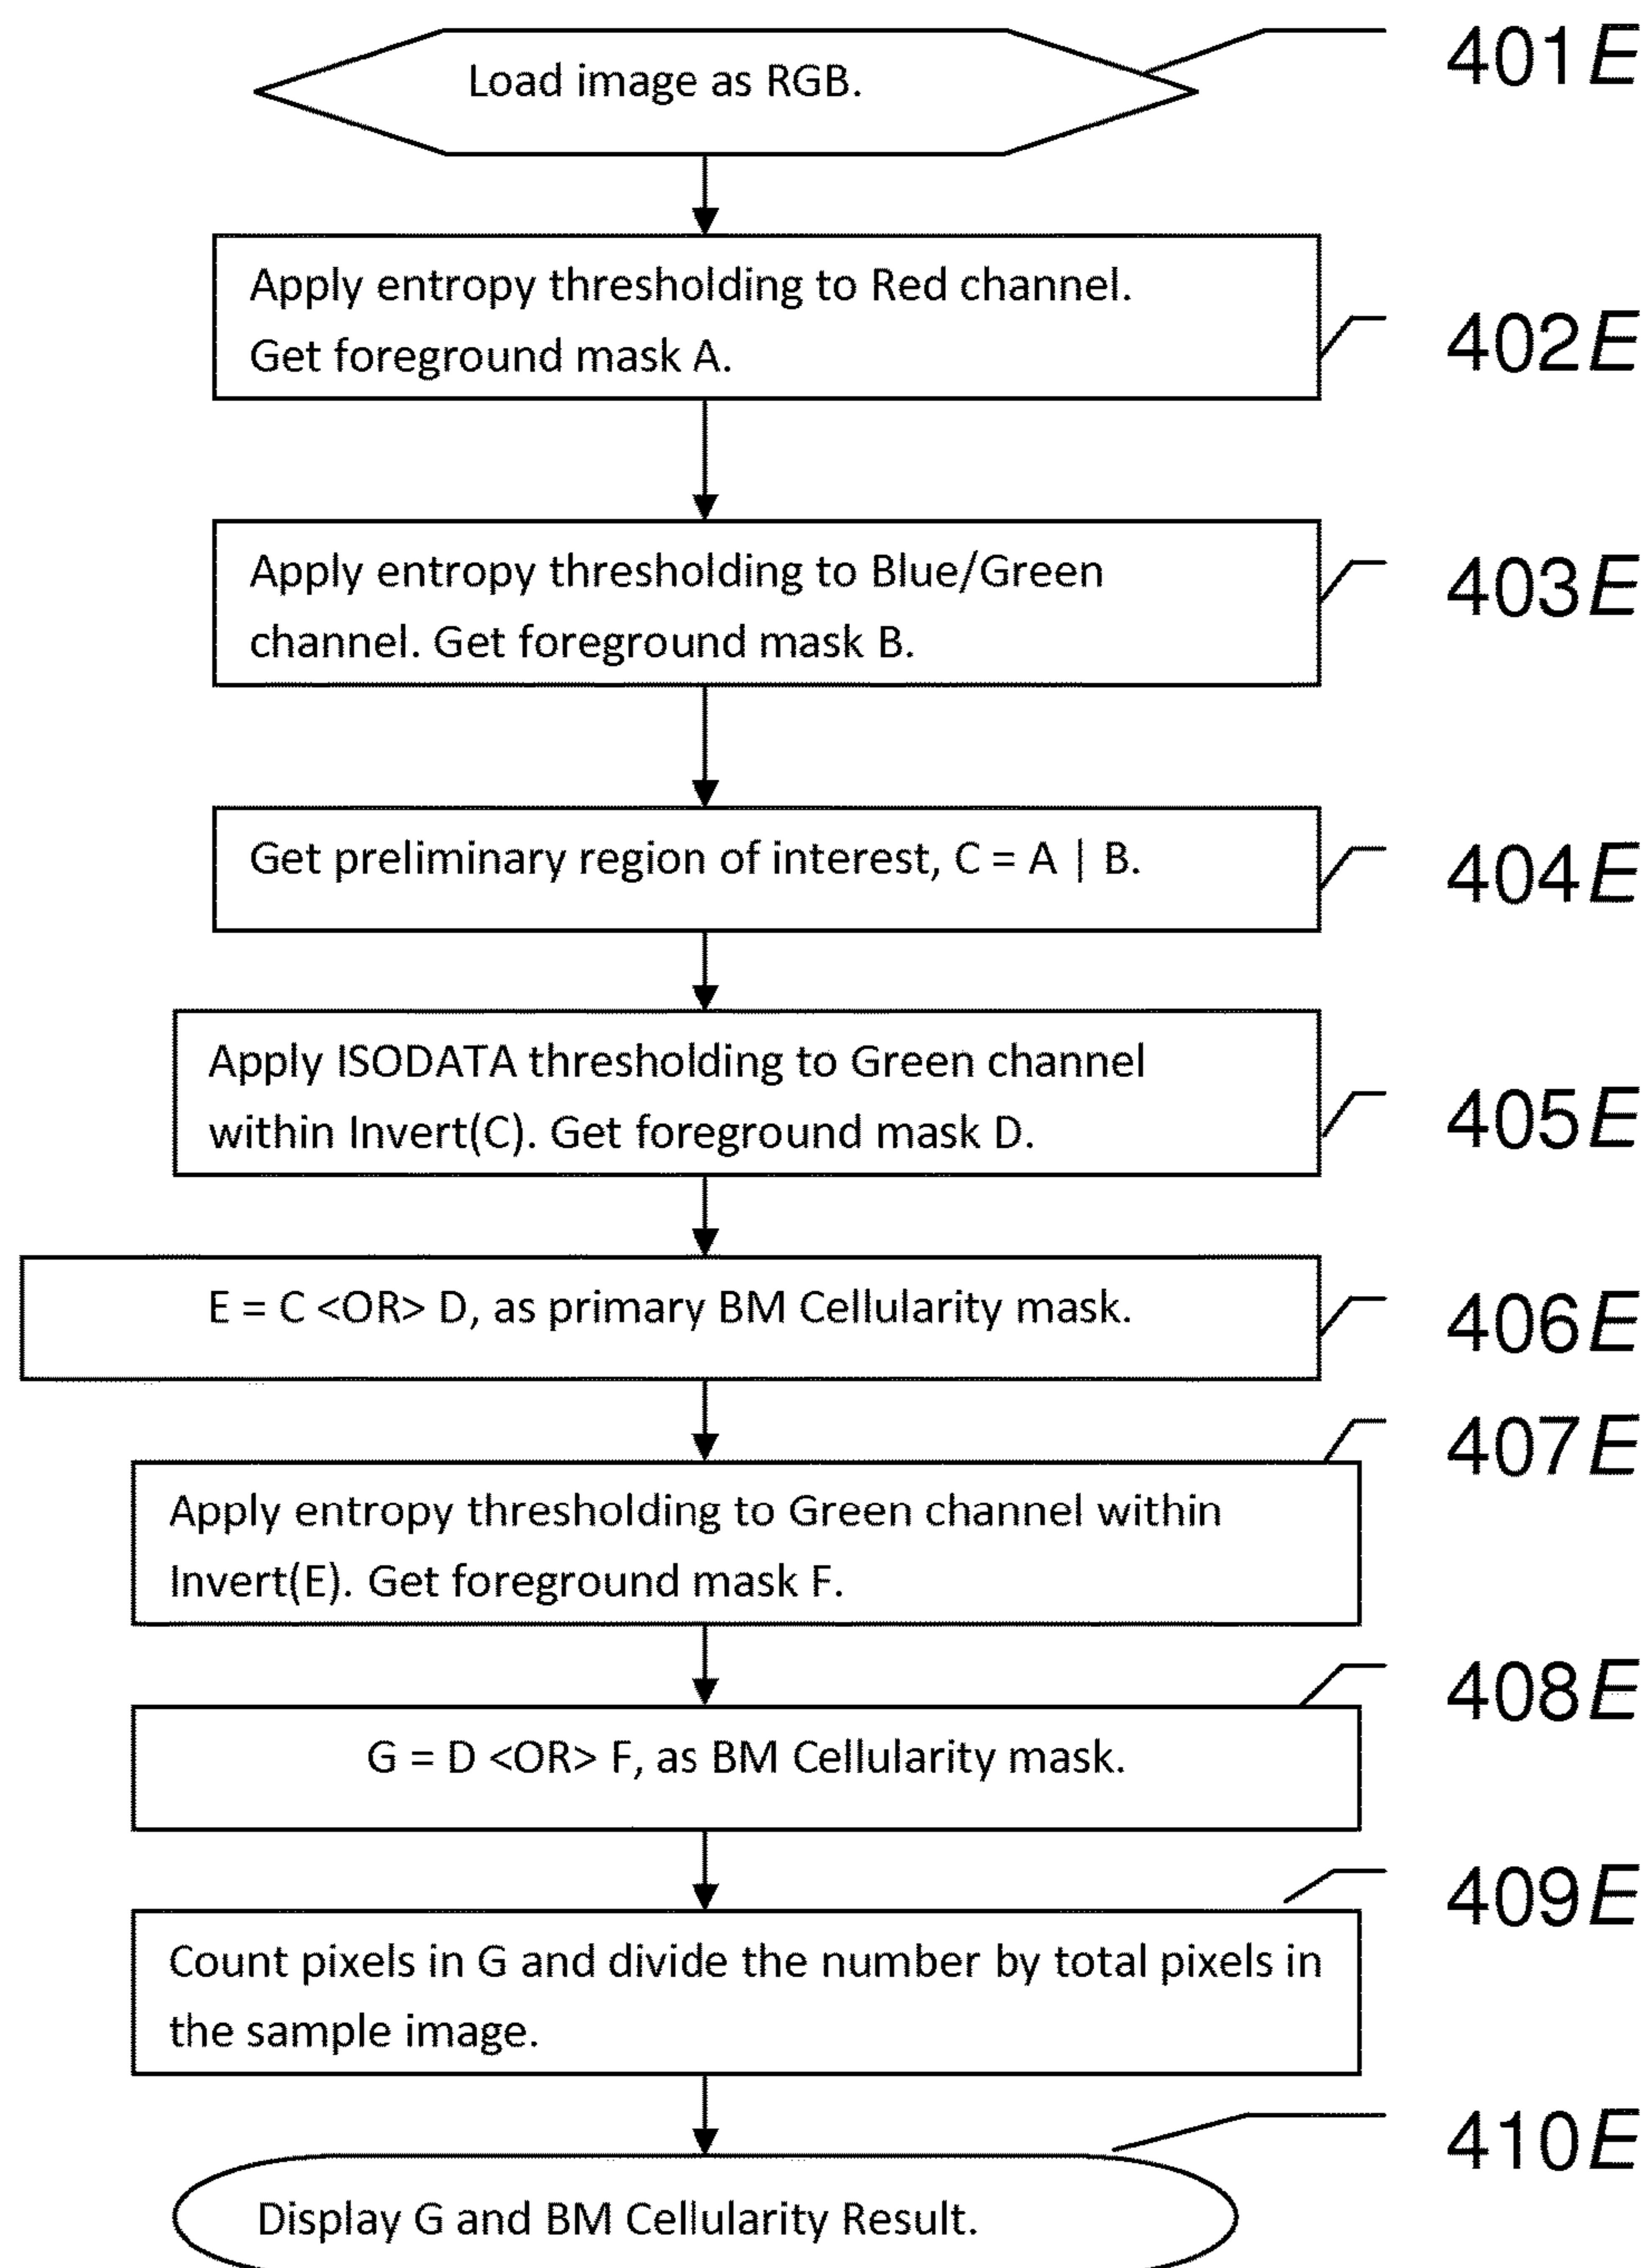 Load image as RGB.
401E
Apply entropy thresholding to Red channel.
Get foreground mask A.
402E
Apply entropy thresholding to Blue/Green
channel. Get foreground mask B.
403E
Get preliminary region of interest, C = A | B.
404E
Apply ISODATA thresholding to Green channel
within Invert(C). Get foreground mask D.
405E
E = C <OR> D, as primary BM Cellularity mask.
406E
407E
Apply entropy thresholding to Green channel within
Invert(E). Get foreground mask F.
408E
G = D <OR> F, as BM Cellularity mask.
409E
Count pixels in G and divide the number by total pixels in
the sample image.
410E
Display G and BM Cellularity Result.